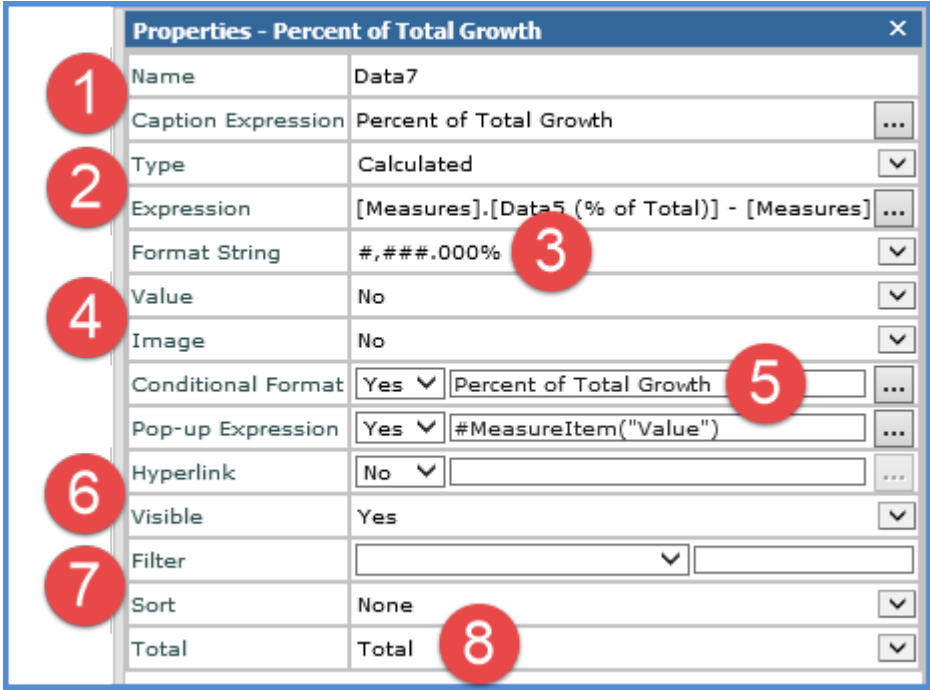 Properties - Percent of Total Growth ×
1
Name Data7
Caption Expression Percent of Total Growth ...
2
Type Calculated
Expression [Measures].[Data5 (% of Total)] - [Measures] ...
Format String #,###.000% 3
4
Value No
Image No
Conditional Format Yes Percent of Total Growth 5 ...
Pop-up Expression Yes #MeasureItem("Value") ...
6
Hyperlink No ...
Visible Yes
7
Filter
Sort None
Total Total 8